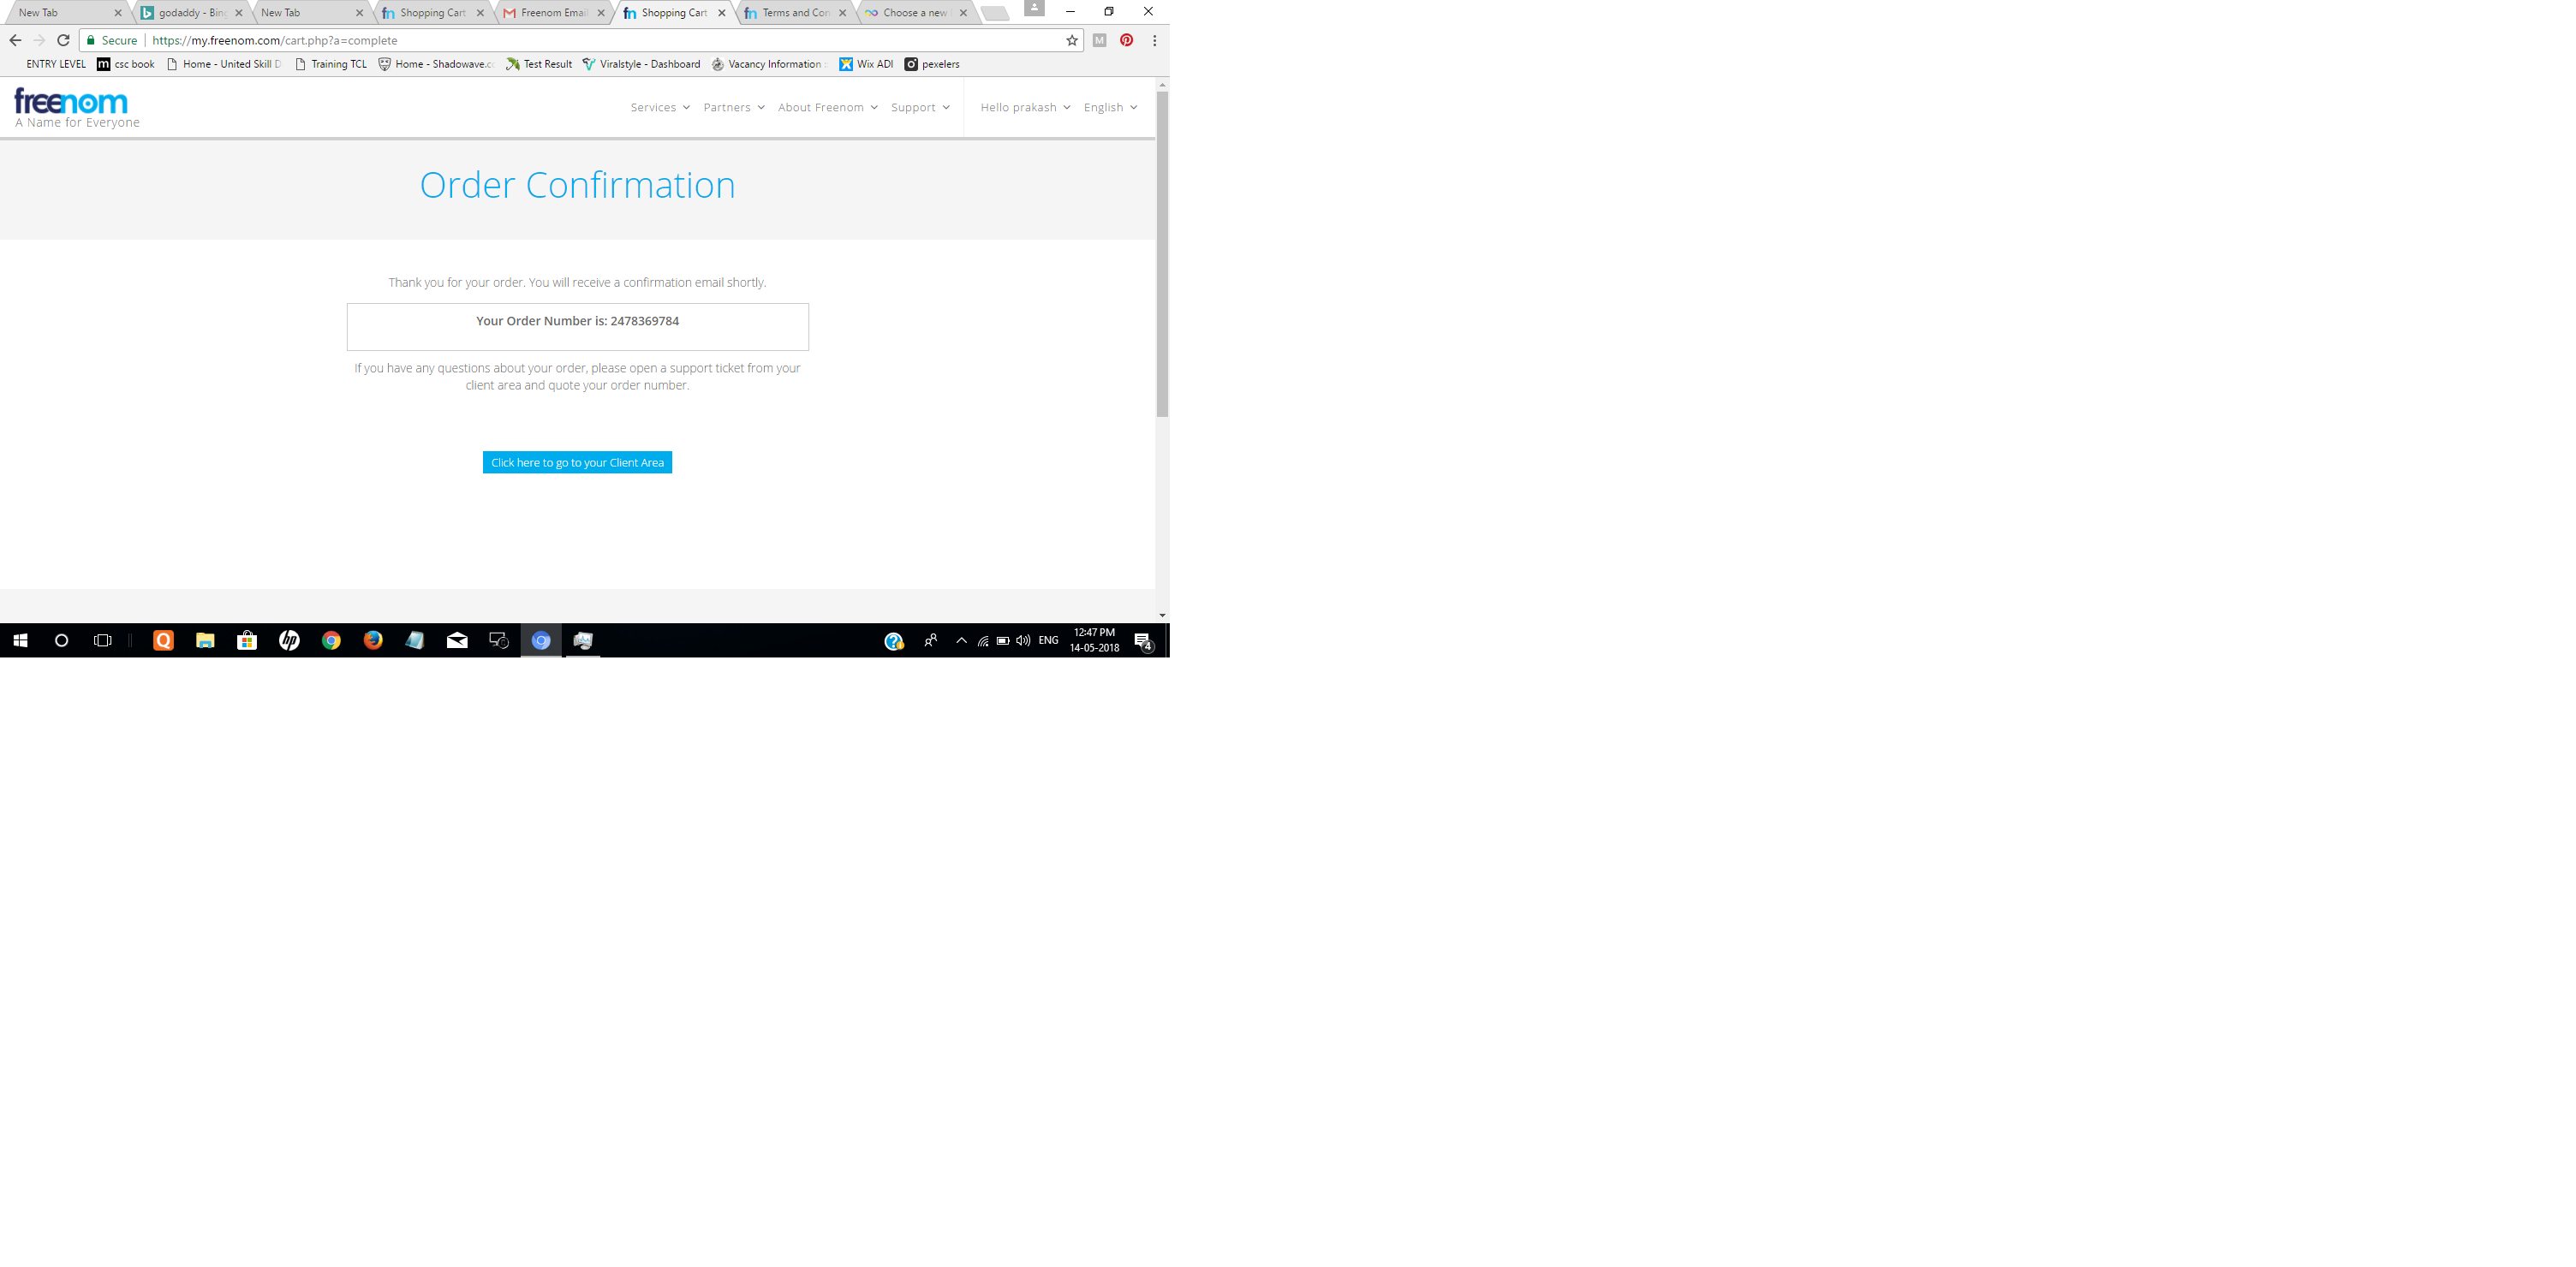 New Tab
godaddy - Bing
New Tab
Shopping Cart
Freenom Email
Shopping Cart
Terms and Con
Choose a new
Secure
https://my.freenom.com/cart.php?a=complete
M
ENTRY LEVEL
m csc book
Home - United Skill D
Training TCL
Home - Shadowave.co
Test Result
Viralstyle - Dashboard
Vacancy Information
Wix ADI
pexelers
freenom
A Name for Everyone
Services
Partners
About Freenom
Support
Hello prakash
English
Order Confirmation
Thank you for your order. You will receive a confirmation email shortly.
Your Order Number is: 2478369784
If you have any questions about your order, please open a support ticket from your
client area and quote your order number.
Click here to go to your Client Area
Q
hp
ENG
12:47 PM
14-05-2018
4